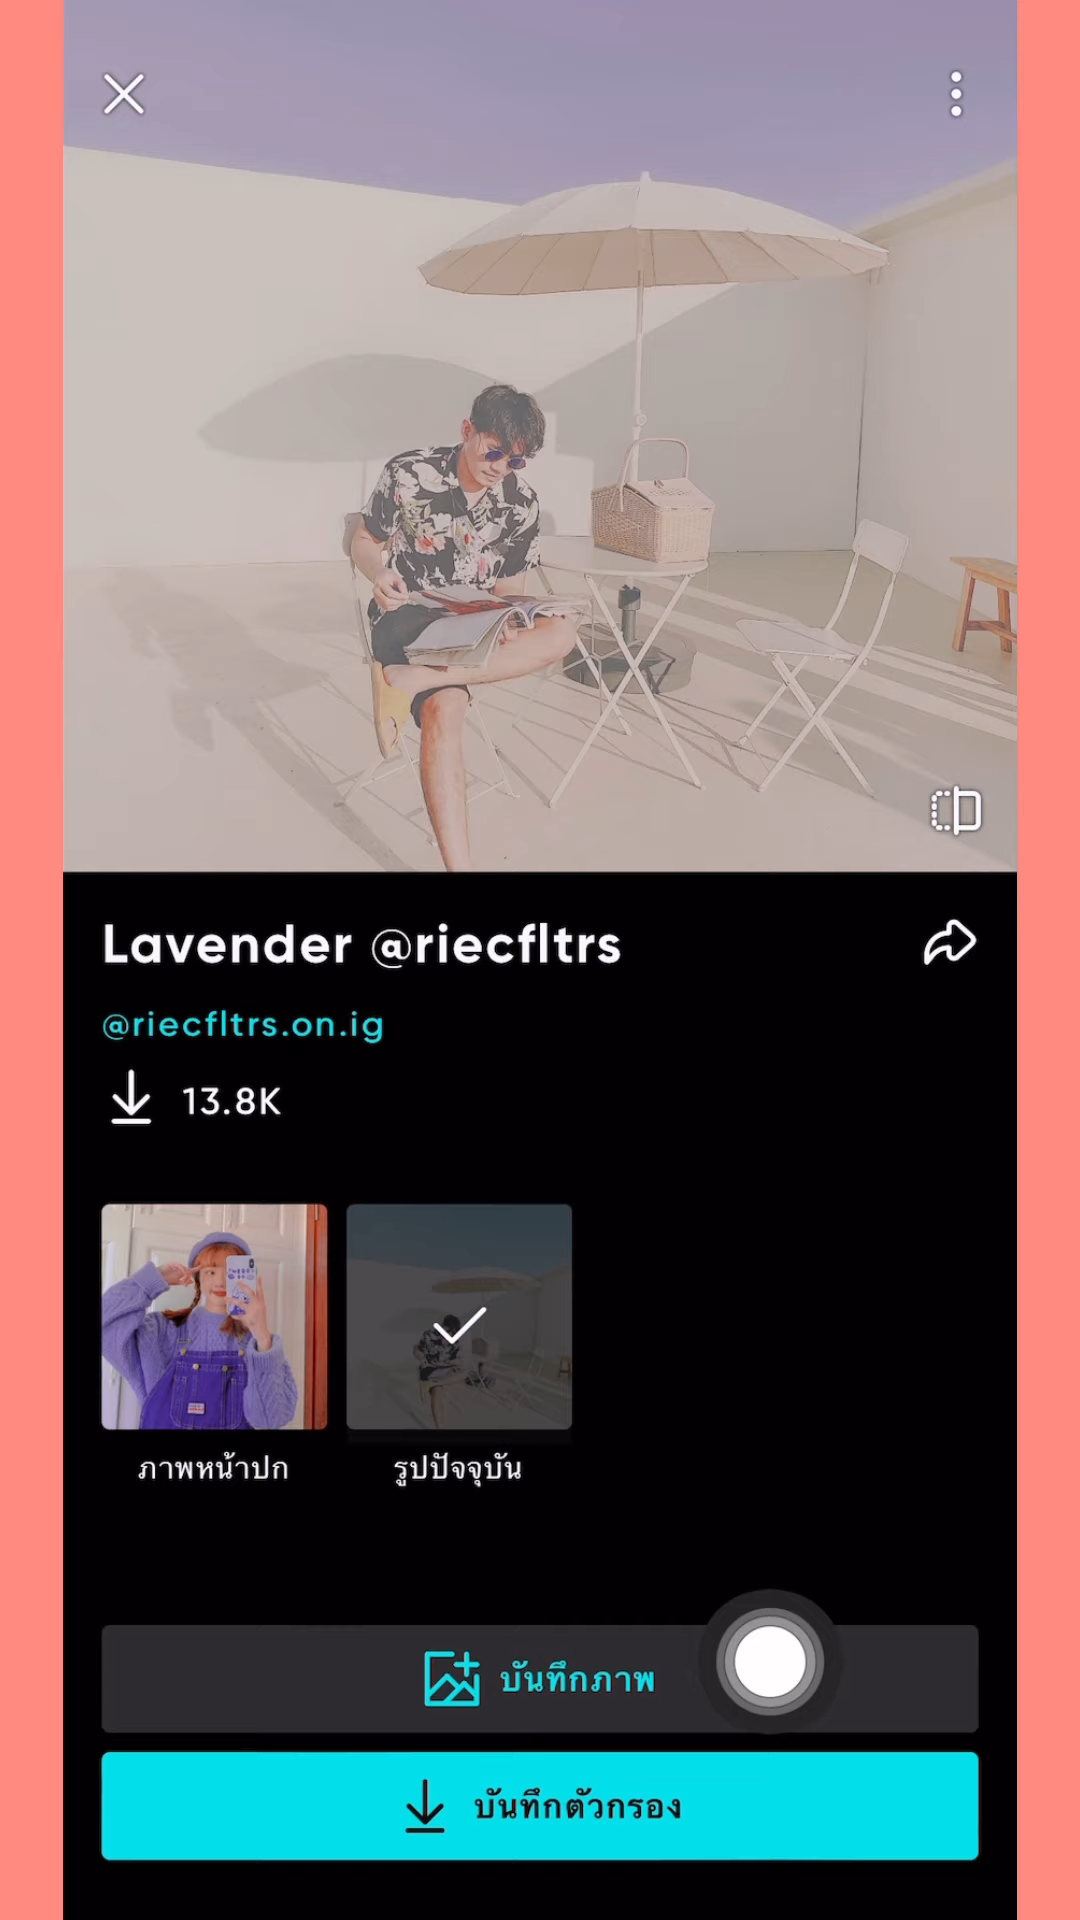 Lavender @riecfltrs
@riecfltrs.on.ig
13.8K
ภาพหน้าปก
รูปปัจจุบัน
บันทึกภาพ
บันทึกตัวกรอง